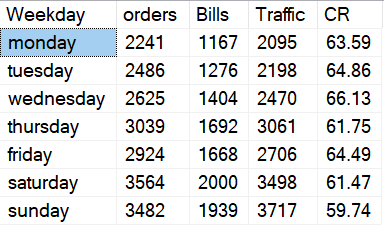 Weekday orders Bills Traffic CR
monday 2241 1167 2095 63.59
tuesday 2486 1276 2198 64.86
wednesday 2625 1404 2470 66.13
thursday 3039 1692 3061 61.75
friday 2924 1668 2706 64.49
saturday 3564 2000 3498 61.47
sunday 3482 1939 3717 59.74